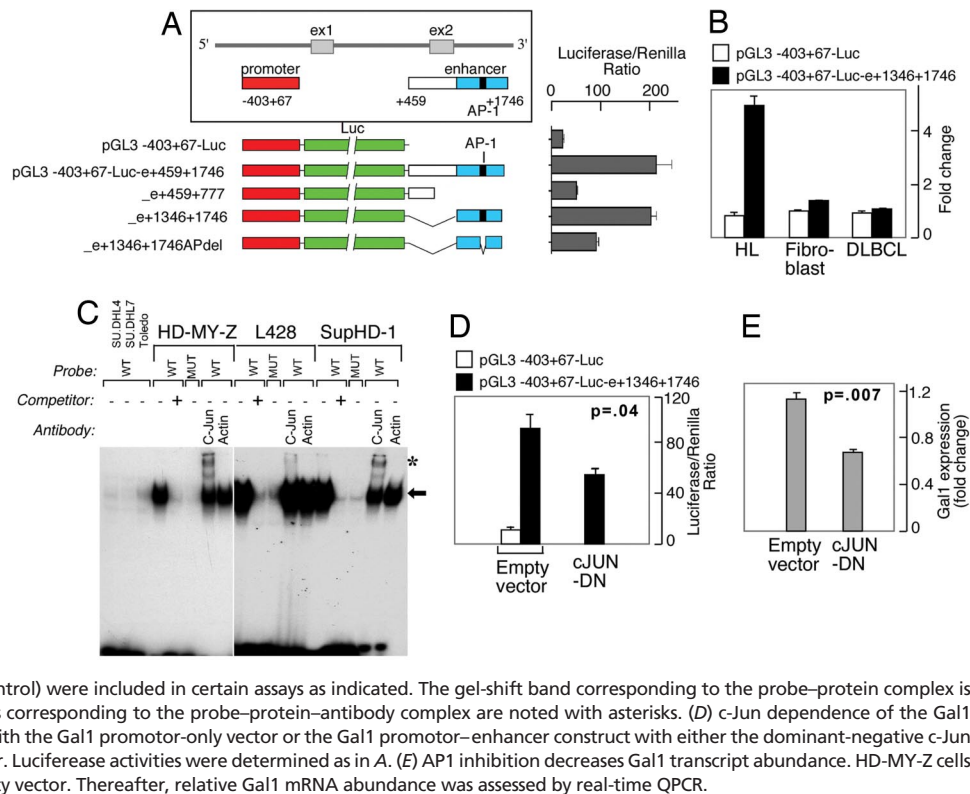 A
5'
ex1
ex2
3'
promoter
-403+67
enhancer
+459
+1746
AP-1
Luciferase/Renilla
Ratio
0
100
200
Luc
AP-1
pGL3 -403+67-Luc
pGL3 -403+67-Luc-e+459+1746
_e+459+777
_e+1346+1746
_e+1346+1746APdel
B
pGL3 -403+67-Luc
pGL3 -403+67-Luc-e+1346+1746
4
2
0
Fold change
HL
Fibro-
blast
DLBCL
C
SU.DHL4
SU.DHL7
Toledo
HD-MY-Z
L428
SupHD-1
Probe:
WT
WT
MUT
WT
WT
MUT
WT
WT
MUT
WT
Competitor:
- - - - + - - - - + - - - - + - - -
Antibody:
C-Jun
Actin
C-Jun
Actin
C-Jun
Actin
*
D
pGL3 -403+67-Luc
pGL3 -403+67-Luc-e+1346+1746
p=.04
120
80
40
0
Luciferase/Renilla
Ratio
Empty
vector
cJUN
-DN
E
p=.007
1.2
0.8
0.4
0
Gal1 expression
(fold change)
Empty
vector
cJUN
-DN
ntrol) were included in certain assays as indicated. The gel-shift band corresponding to the probe–protein complex is
s corresponding to the probe–protein–antibody complex are noted with asterisks. (D) c-Jun dependence of the Gal1
ith the Gal1 promotor-only vector or the Gal1 promotor–enhancer construct with either the dominant-negative c-Jun
r. Luciferease activities were determined as in A. (E) AP1 inhibition decreases Gal1 transcript abundance. HD-MY-Z cells
ty vector. Thereafter, relative Gal1 mRNA abundance was assessed by real-time QPCR.